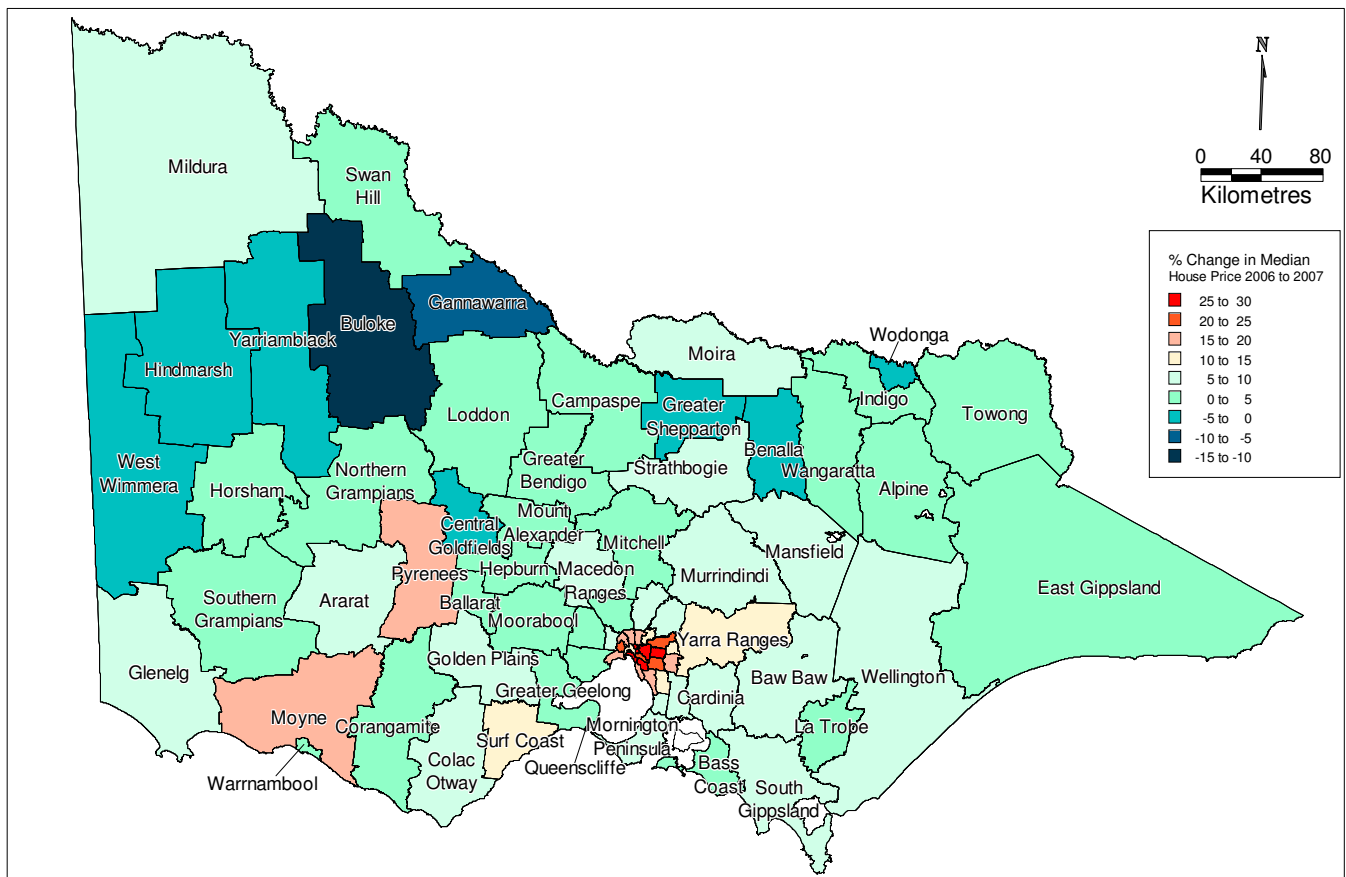 N
0 40 80
Kilometres
% Change in Median
House Price 2006 to 2007
25 to 30
20 to 25
15 to 20
10 to 15
5 to 10
0 to 5
-5 to 0
-10 to -5
-15 to -10
Mildura
Swan
Hill
Gannawarra
Buloke
Yarriambiack
Hindmarsh
West
Wimmera
Horsham
Northern
Grampians
Loddon
Campaspe
Greater
Bendigo
Moira
Greater
Shepparton
Strathbogie
Benalla
Wangaratta
Wodonga
Indigo
Towong
Alpine
Mansfield
East Gippsland
Central
Goldfields
Mount
Alexander
Mitchell
Murrindindi
Pyrenees
Hepburn
Macedon
Ranges
Ararat
Southern
Grampians
Ballarat
Moorabool
Yarra Ranges
Glenelg
Golden Plains
Baw Baw
Wellington
Greater Geelong
Cardinia
Moyne
Corangamite
La Trobe
Surf Coast
Mornington
Peninsula
Queenscliffe
Colac
Otway
Warrnambool
Bass
Coast
South
Gippsland